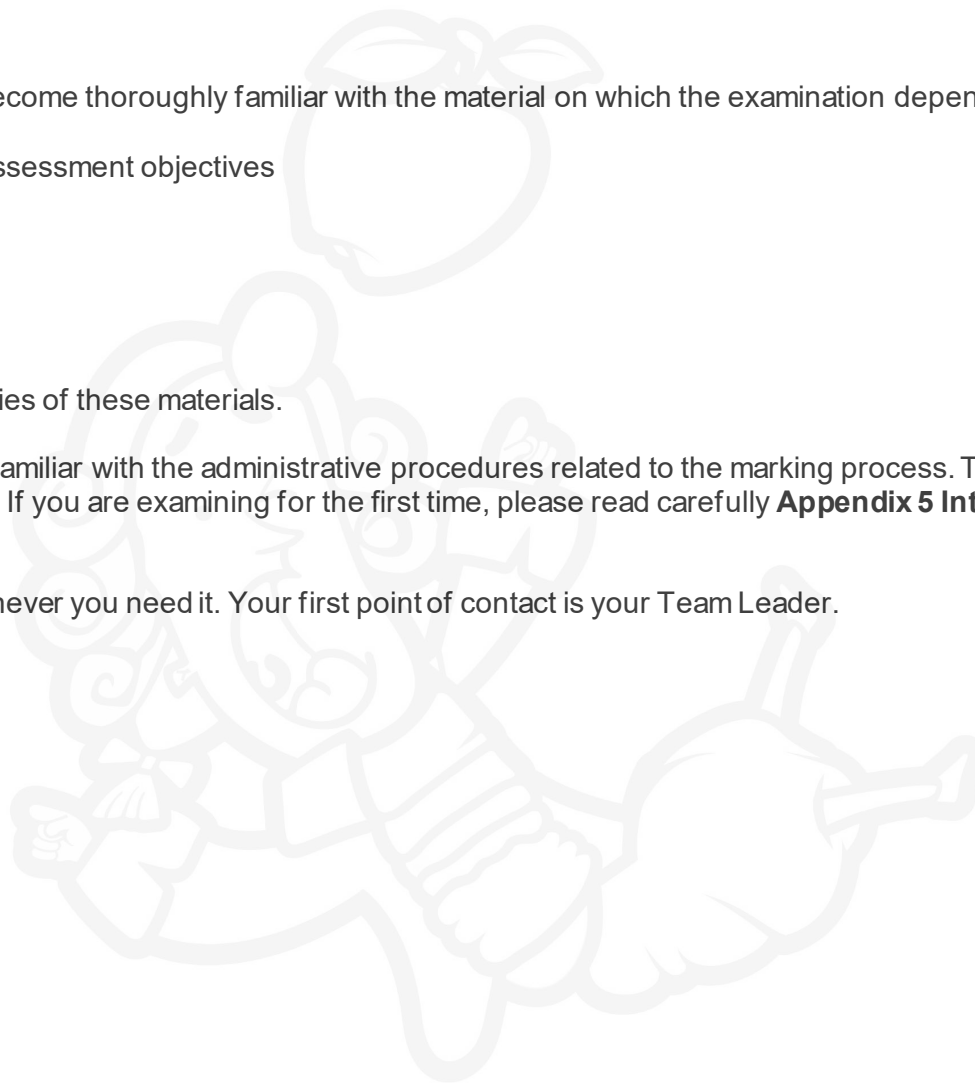 ecome thoroughly familiar with the material on which the examination depen
ssessment objectives
ies of these materials.
amiliar with the administrative procedures related to the marking process. T
If you are examining for the first time, please read carefully Appendix 5 Int
never you need it. Your first point of contact is your Team Leader.